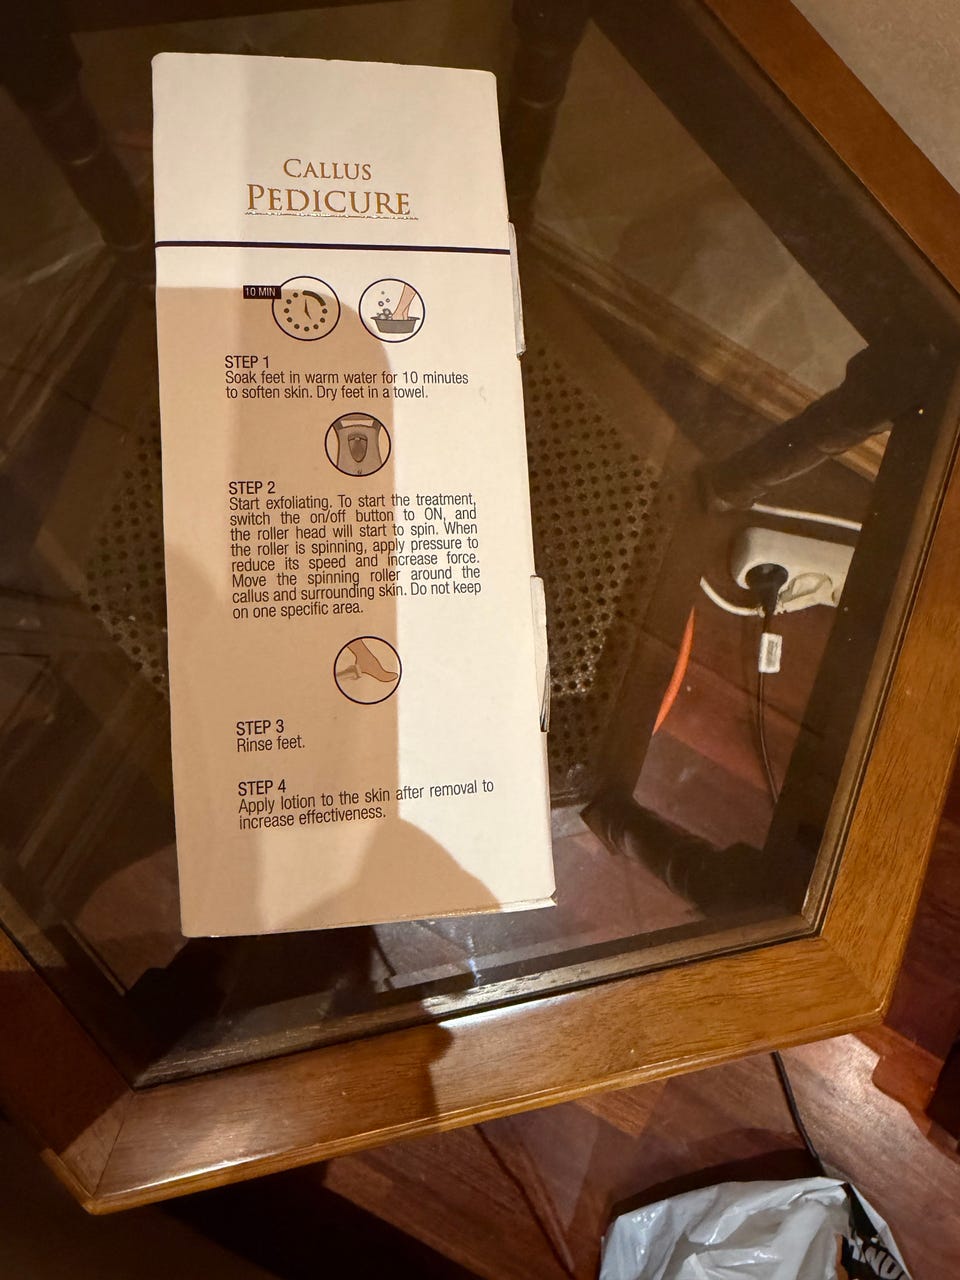 CALLUS
PEDICURE
10 MIN
STEP 1
Soak feet in warm water for 10 minutes
to soften skin. Dry feet in a towel.
STEP 2
Start exfoliating. To start the treatment,
switch the on/off button to ON, and
the roller head will start to spin. When
the roller is spinning, apply pressure to
reduce its speed and increase force.
Move the spinning roller around the
callus and surrounding skin. Do not keep
on one specific area.
STEP 3
Rinse feet.
STEP 4
Apply lotion to the skin after removal to
increase effectiveness.